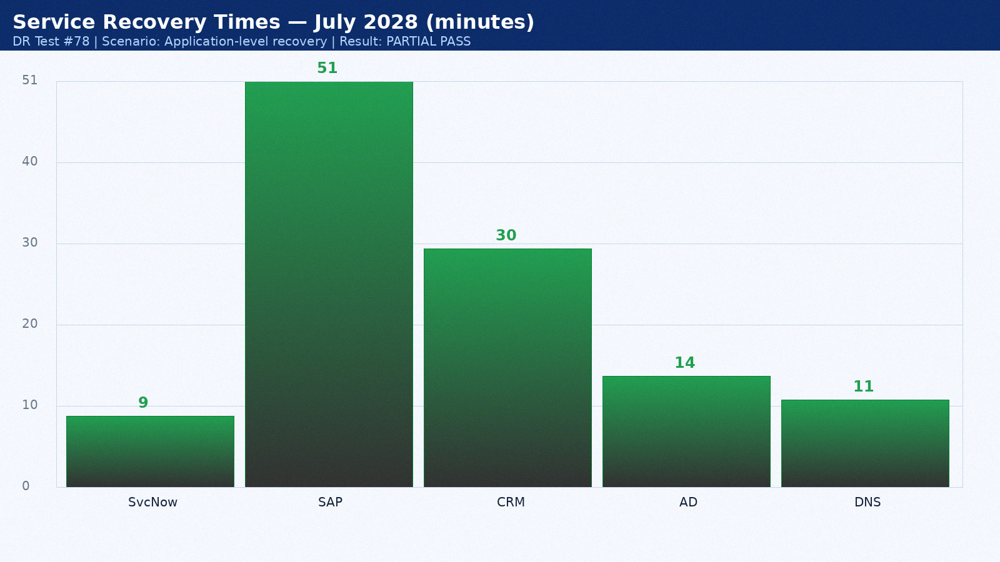 Service Recovery Times — July 2028 (minutes)
DR Test #78 | Scenario: Application-level recovery | Result: PARTIAL PASS
51
40
30
20
10
0
9
51
30
14
11
SvcNow
SAP
CRM
AD
DNS